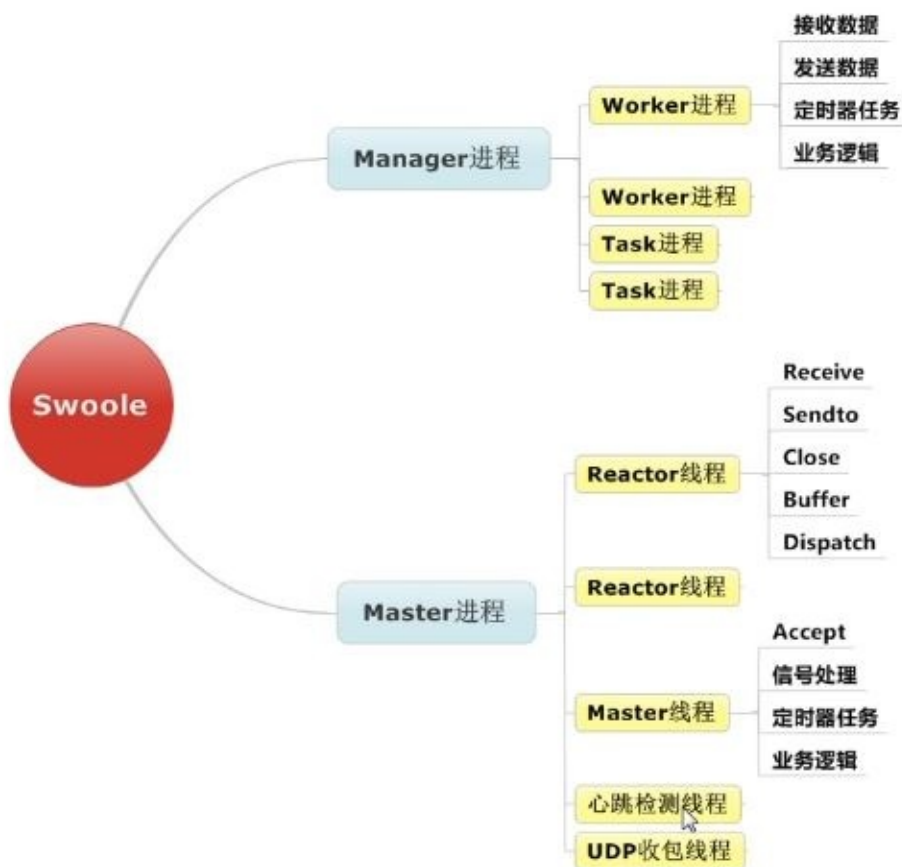 Swoole
Manager进程
Worker进程
接收数据
发送数据
定时器任务
业务逻辑
Worker进程
Task进程
Task进程
Master进程
Reactor线程
Receive
Sendto
Close
Buffer
Dispatch
Reactor线程
Master线程
Accept
信号处理
定时器任务
业务逻辑
心跳检测线程
UDP收包线程